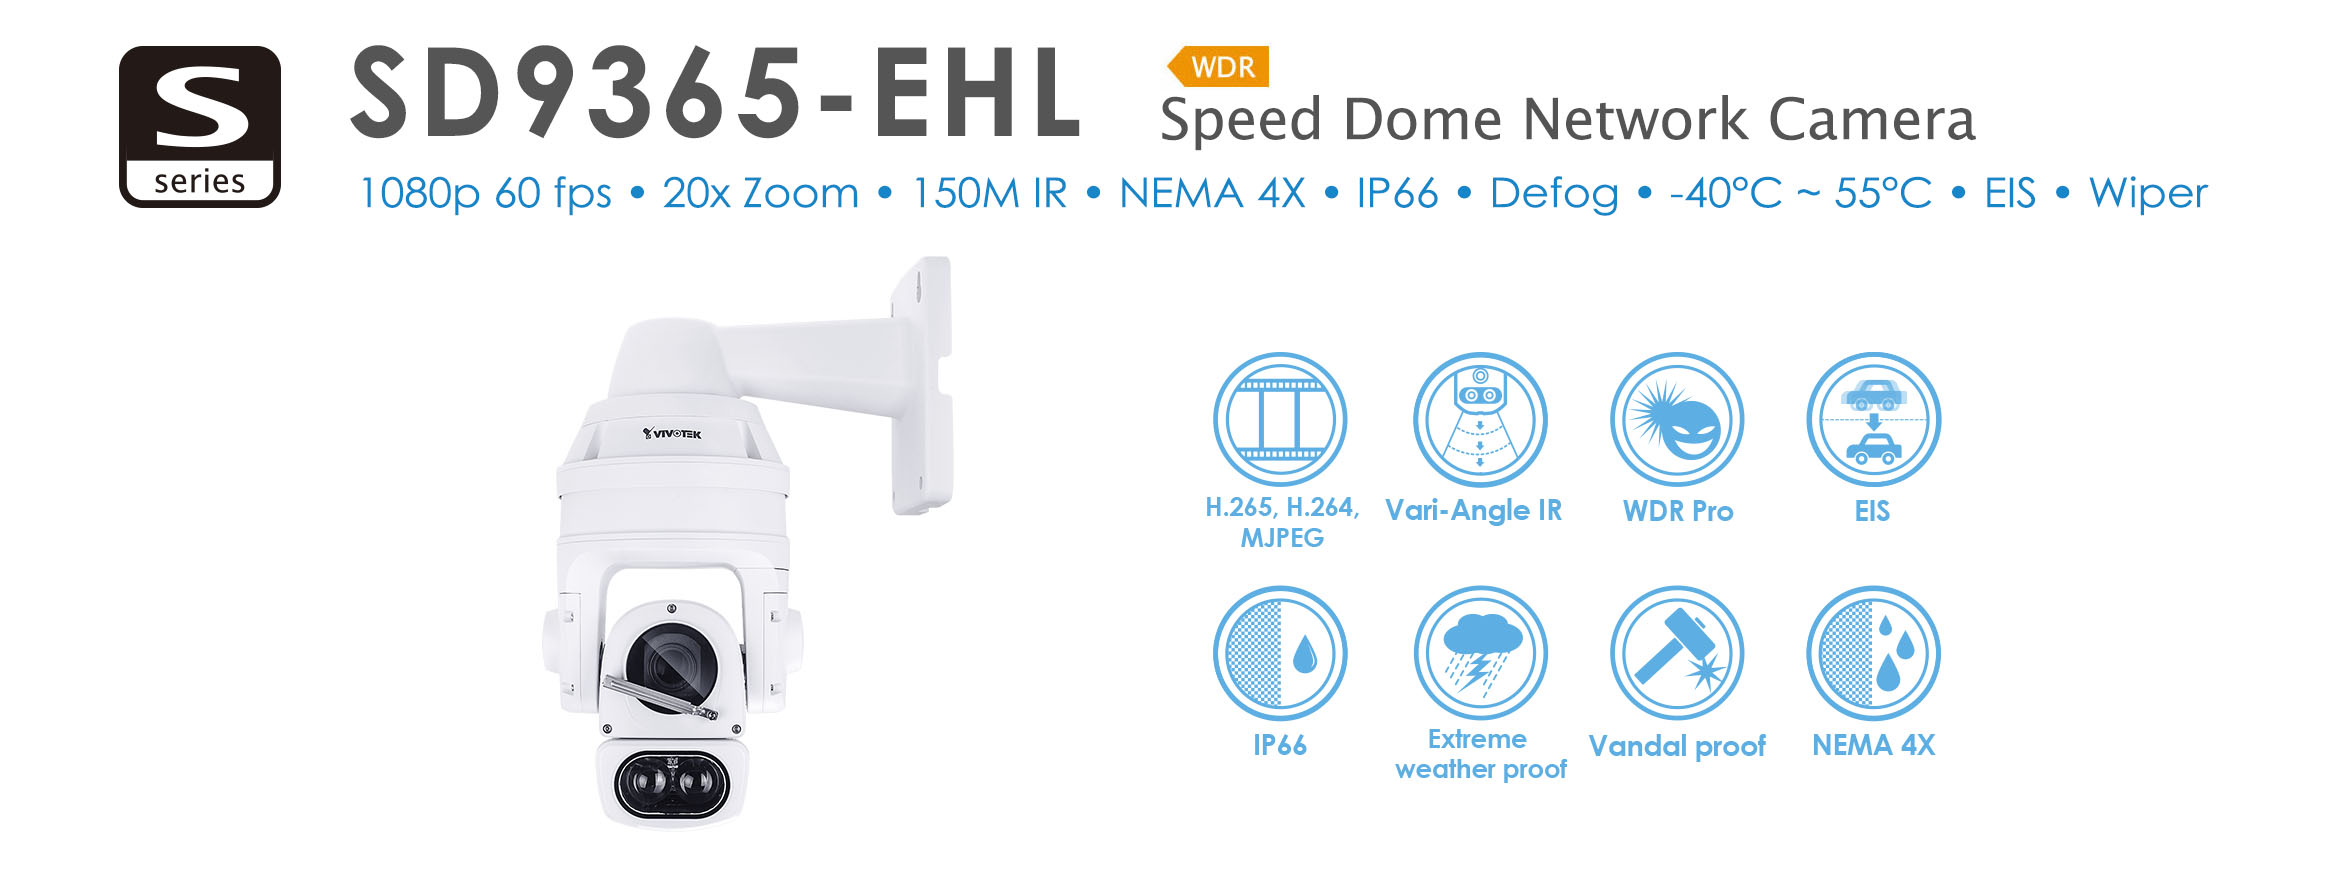 S
series
SD9365-EHL
WDR
Speed Dome Network Camera
1080p 60 fps • 20x Zoom • 150M IR • NEMA 4X • IP66 • Defog • -40°C ~ 55°C • EIS • Wiper
VIVOTEK
H.265, H.264,
MJPEG
Vari-Angle IR
WDR Pro
EIS
IP66
Extreme
weather proof
Vandal proof
NEMA 4X